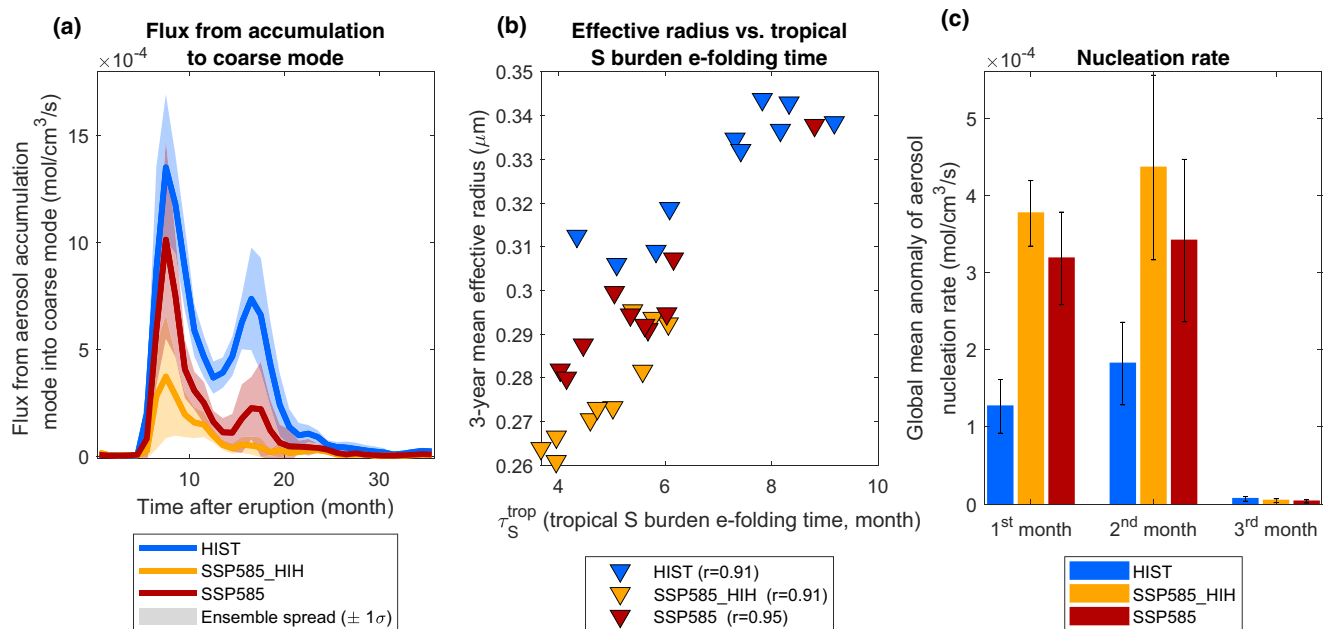 (a)
Flux from accumulation
to coarse mode
×10⁻⁴
15
10
5
0
10
20
30
Flux from aerosol accumulation
mode into coarse mode (mol/cm³/s)
Time after eruption (month)
HIST
SSP585_HIH
SSP585
Ensemble spread (± 1σ)
(b)
Effective radius vs. tropical
S burden e-folding time
0.35
0.34
0.33
0.32
0.31
0.3
0.29
0.28
0.27
0.26
4
6
8
10
3-year mean effective radius (μm)
τ_S^trop (tropical S burden e-folding time, month)
HIST (r=0.91)
SSP585_HIH (r=0.91)
SSP585 (r=0.95)
(c)
Nucleation rate
×10⁻⁴
5
4
3
2
1
0
Global mean anomaly of aerosol
nucleation rate (mol/cm³/s)
1st month
2nd month
3rd month
HIST
SSP585_HIH
SSP585